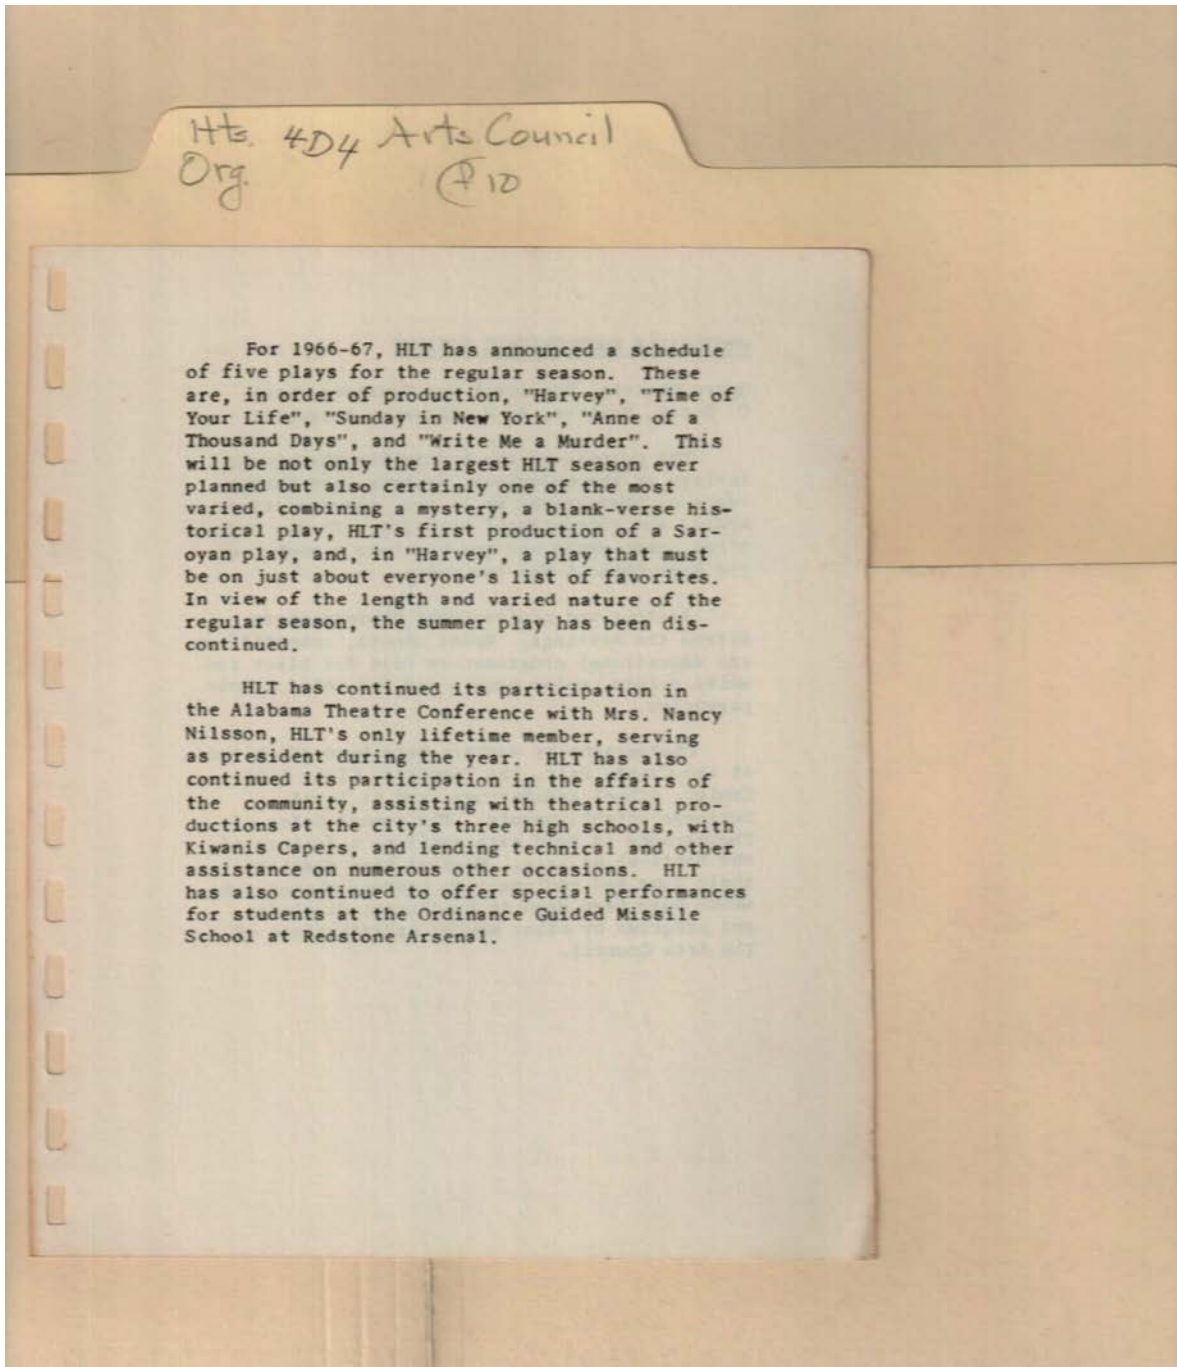 Hts. 4D4 Arts Council
Org. 10
For 1966-67, HLT has announced a schedule
of five plays for the regular season. These
are, in order of production, "Harvey", "Time of
Your Life", "Sunday in New York", "Anne of a
Thousand Days", and "Write Me a Murder". This
will be not only the largest HLT season ever
planned but also certainly one of the most
varied, combining a mystery, a blank-verse his-
torical play, HLT's first production of a Sar-
oyan play, and, in "Harvey", a play that must
be on just about everyone's list of favorites.
In view of the length and varied nature of the
regular season, the summer play has been dis-
continued.
HLT has continued its participation in
the Alabama Theatre Conference with Mrs. Nancy
Nilsson, HLT's only lifetime member, serving
as president during the year. HLT has also
continued its participation in the affairs of
the community, assisting with theatrical pro-
ductions at the city's three high schools, with
Kiwanis Capers, and lending technical and other
assistance on numerous other occasions. HLT
has also continued to offer special performances
for students at the Ordinance Guided Missile
School at Redstone Arsenal.